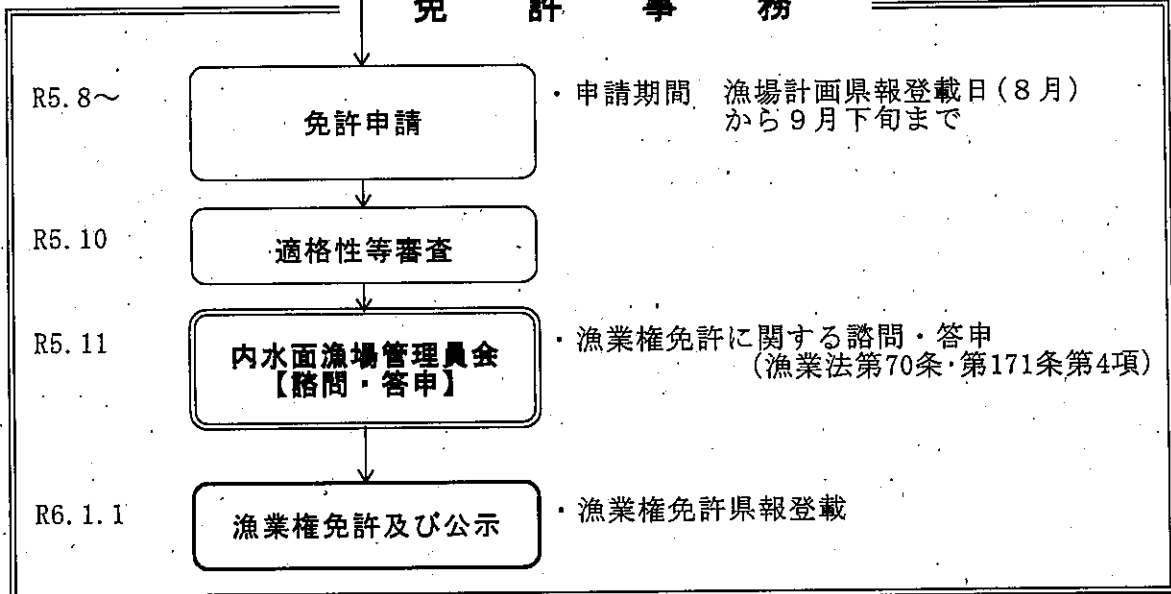 免許事務
R5.8～
免許申請
・申請期間 漁場計画県報登載日(8月)
から9月下旬まで
R5.10
適格性等審査
R5.11
内水面漁場管理員会
【諮問・答申】
・漁業権免許に関する諮問・答申
(漁業法第70条・第171条第4項)
R6.1.1
漁業権免許及び公示
・漁業権免許県報登載